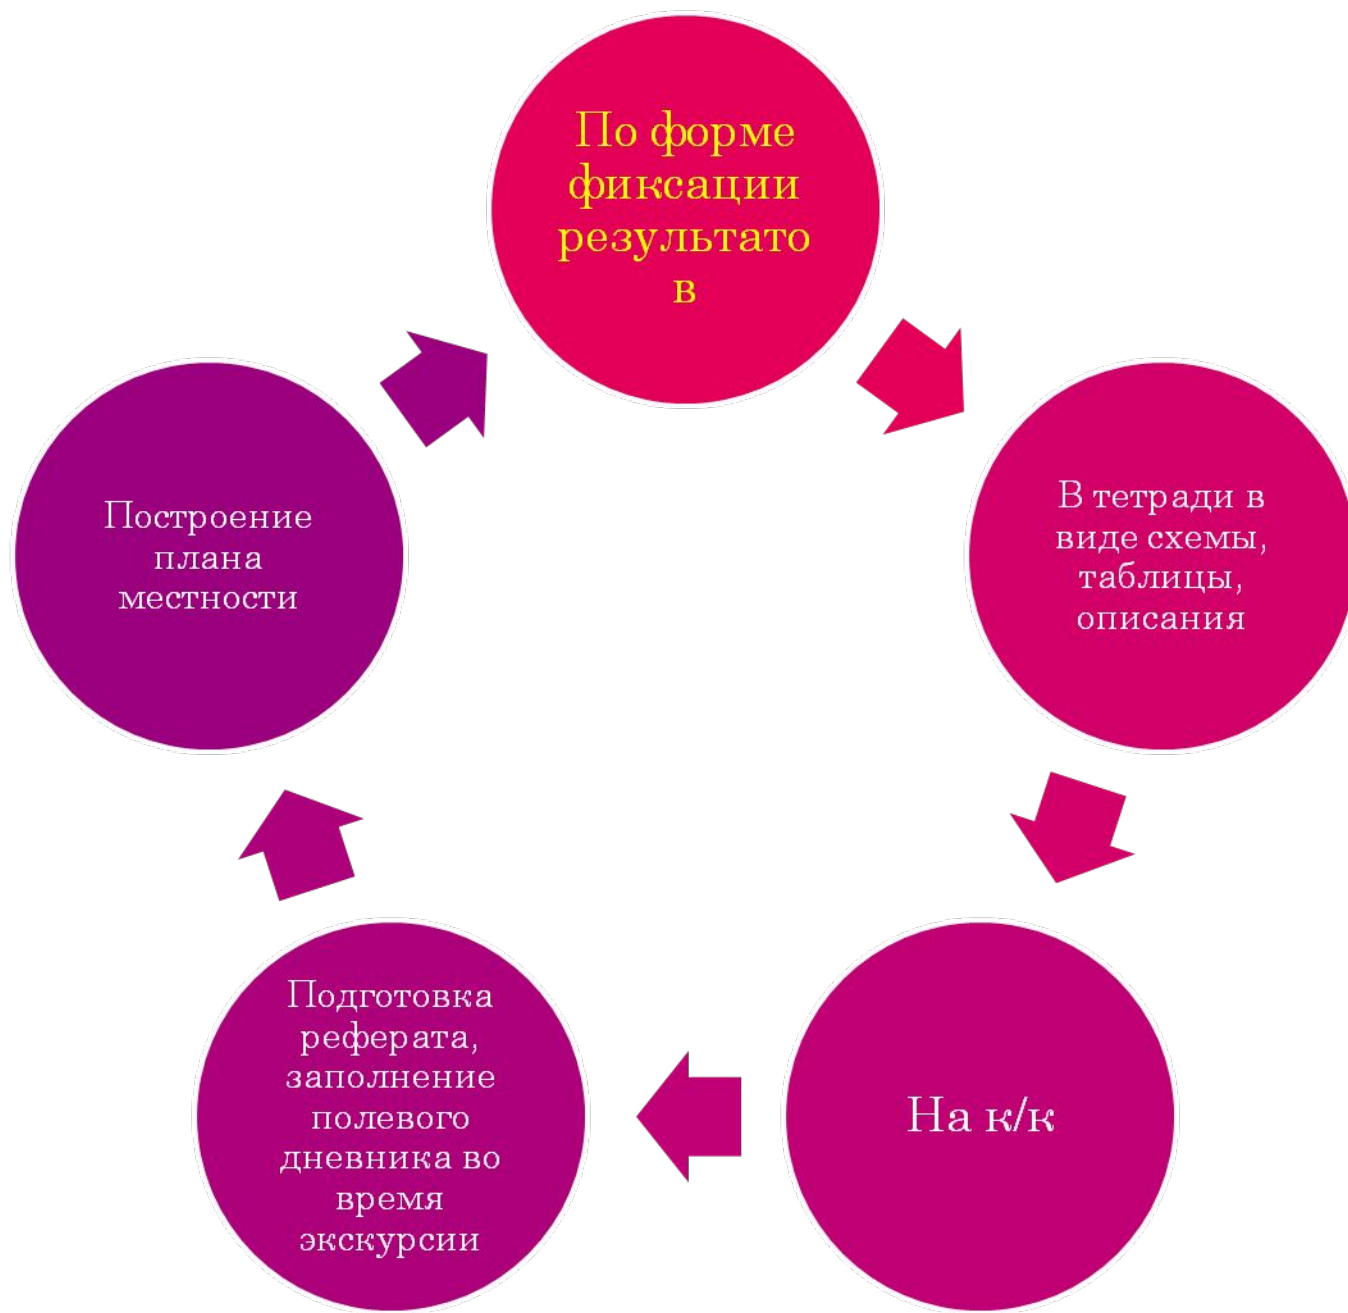 По форме
фиксации
результато
в
В тетради в
виде схемы,
таблицы,
описания
На к/к
Подготовка
реферата,
заполнение
полевого
дневника во
время
экскурсии
Построение
плана
местности